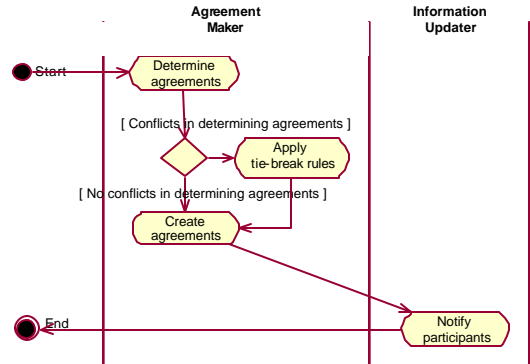 Agreement
Maker
Information
Updater
Start
Determine
agreements
[ Conflicts in determining agreements ]
Apply
tie-break rules
[ No conflicts in determining agreements ]
Create
agreements
End
Notify
participants